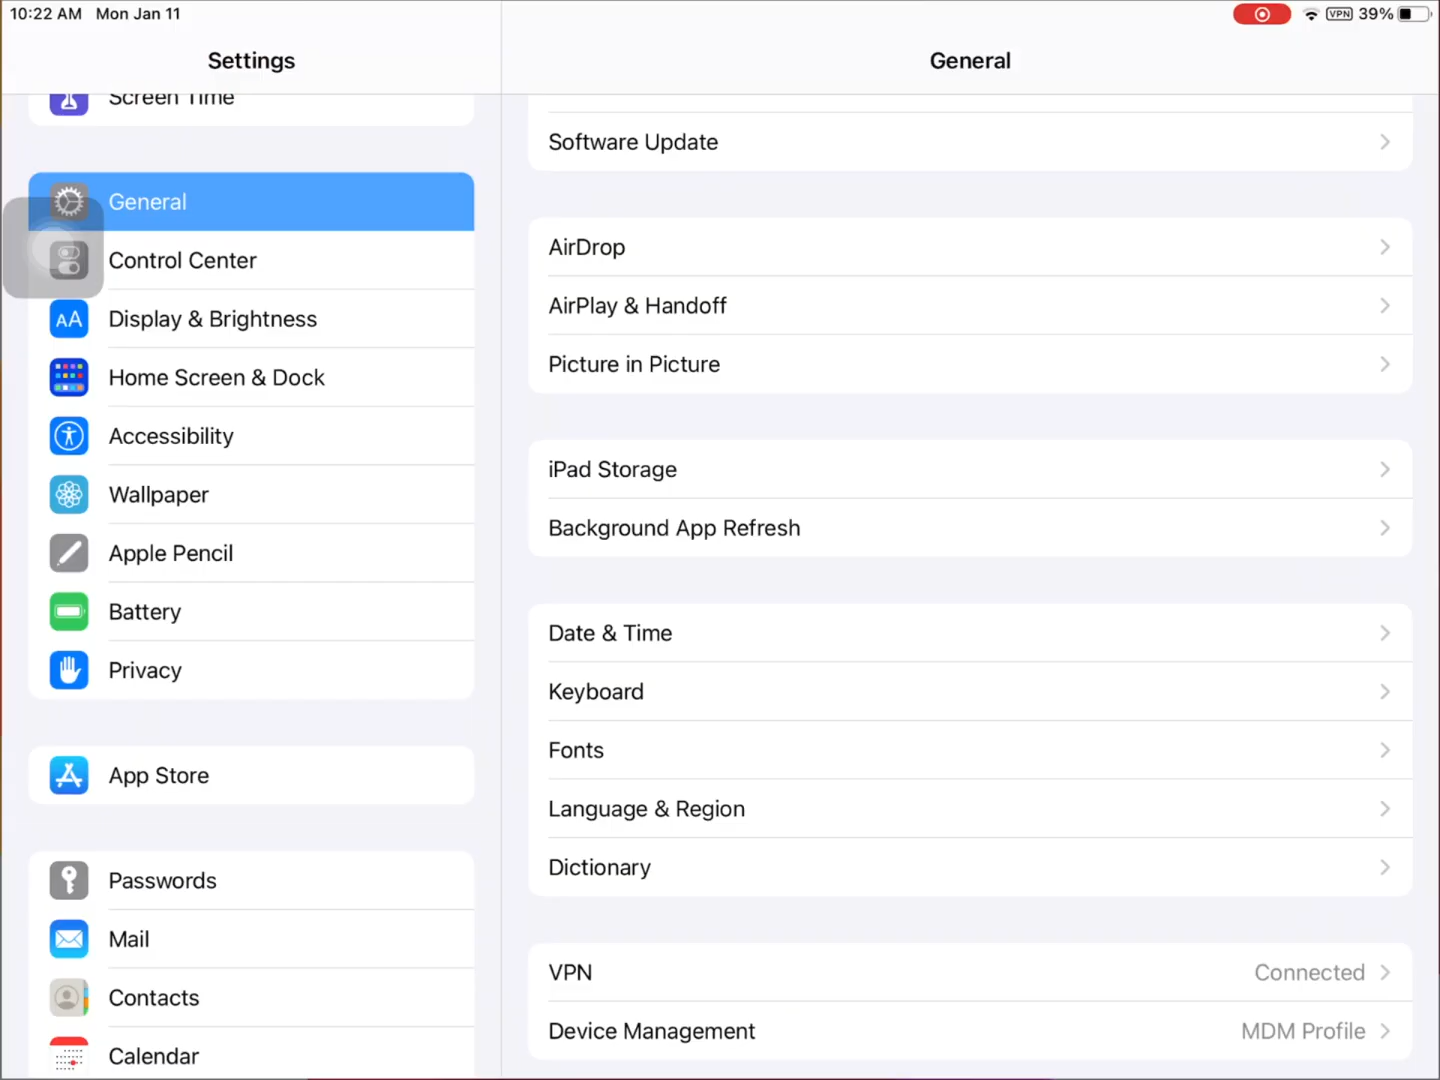 10:22 AM Mon Jan 11
VPN 39%
Settings
Screen Time
General
Control Center
AA Display & Brightness
Home Screen & Dock
Accessibility
Wallpaper
Apple Pencil
Battery
Privacy
App Store
Passwords
Mail
Contacts
Calendar
General
Software Update
AirDrop
AirPlay & Handoff
Picture in Picture
iPad Storage
Background App Refresh
Date & Time
Keyboard
Fonts
Language & Region
Dictionary
VPN Connected
Device Management MDM Profile